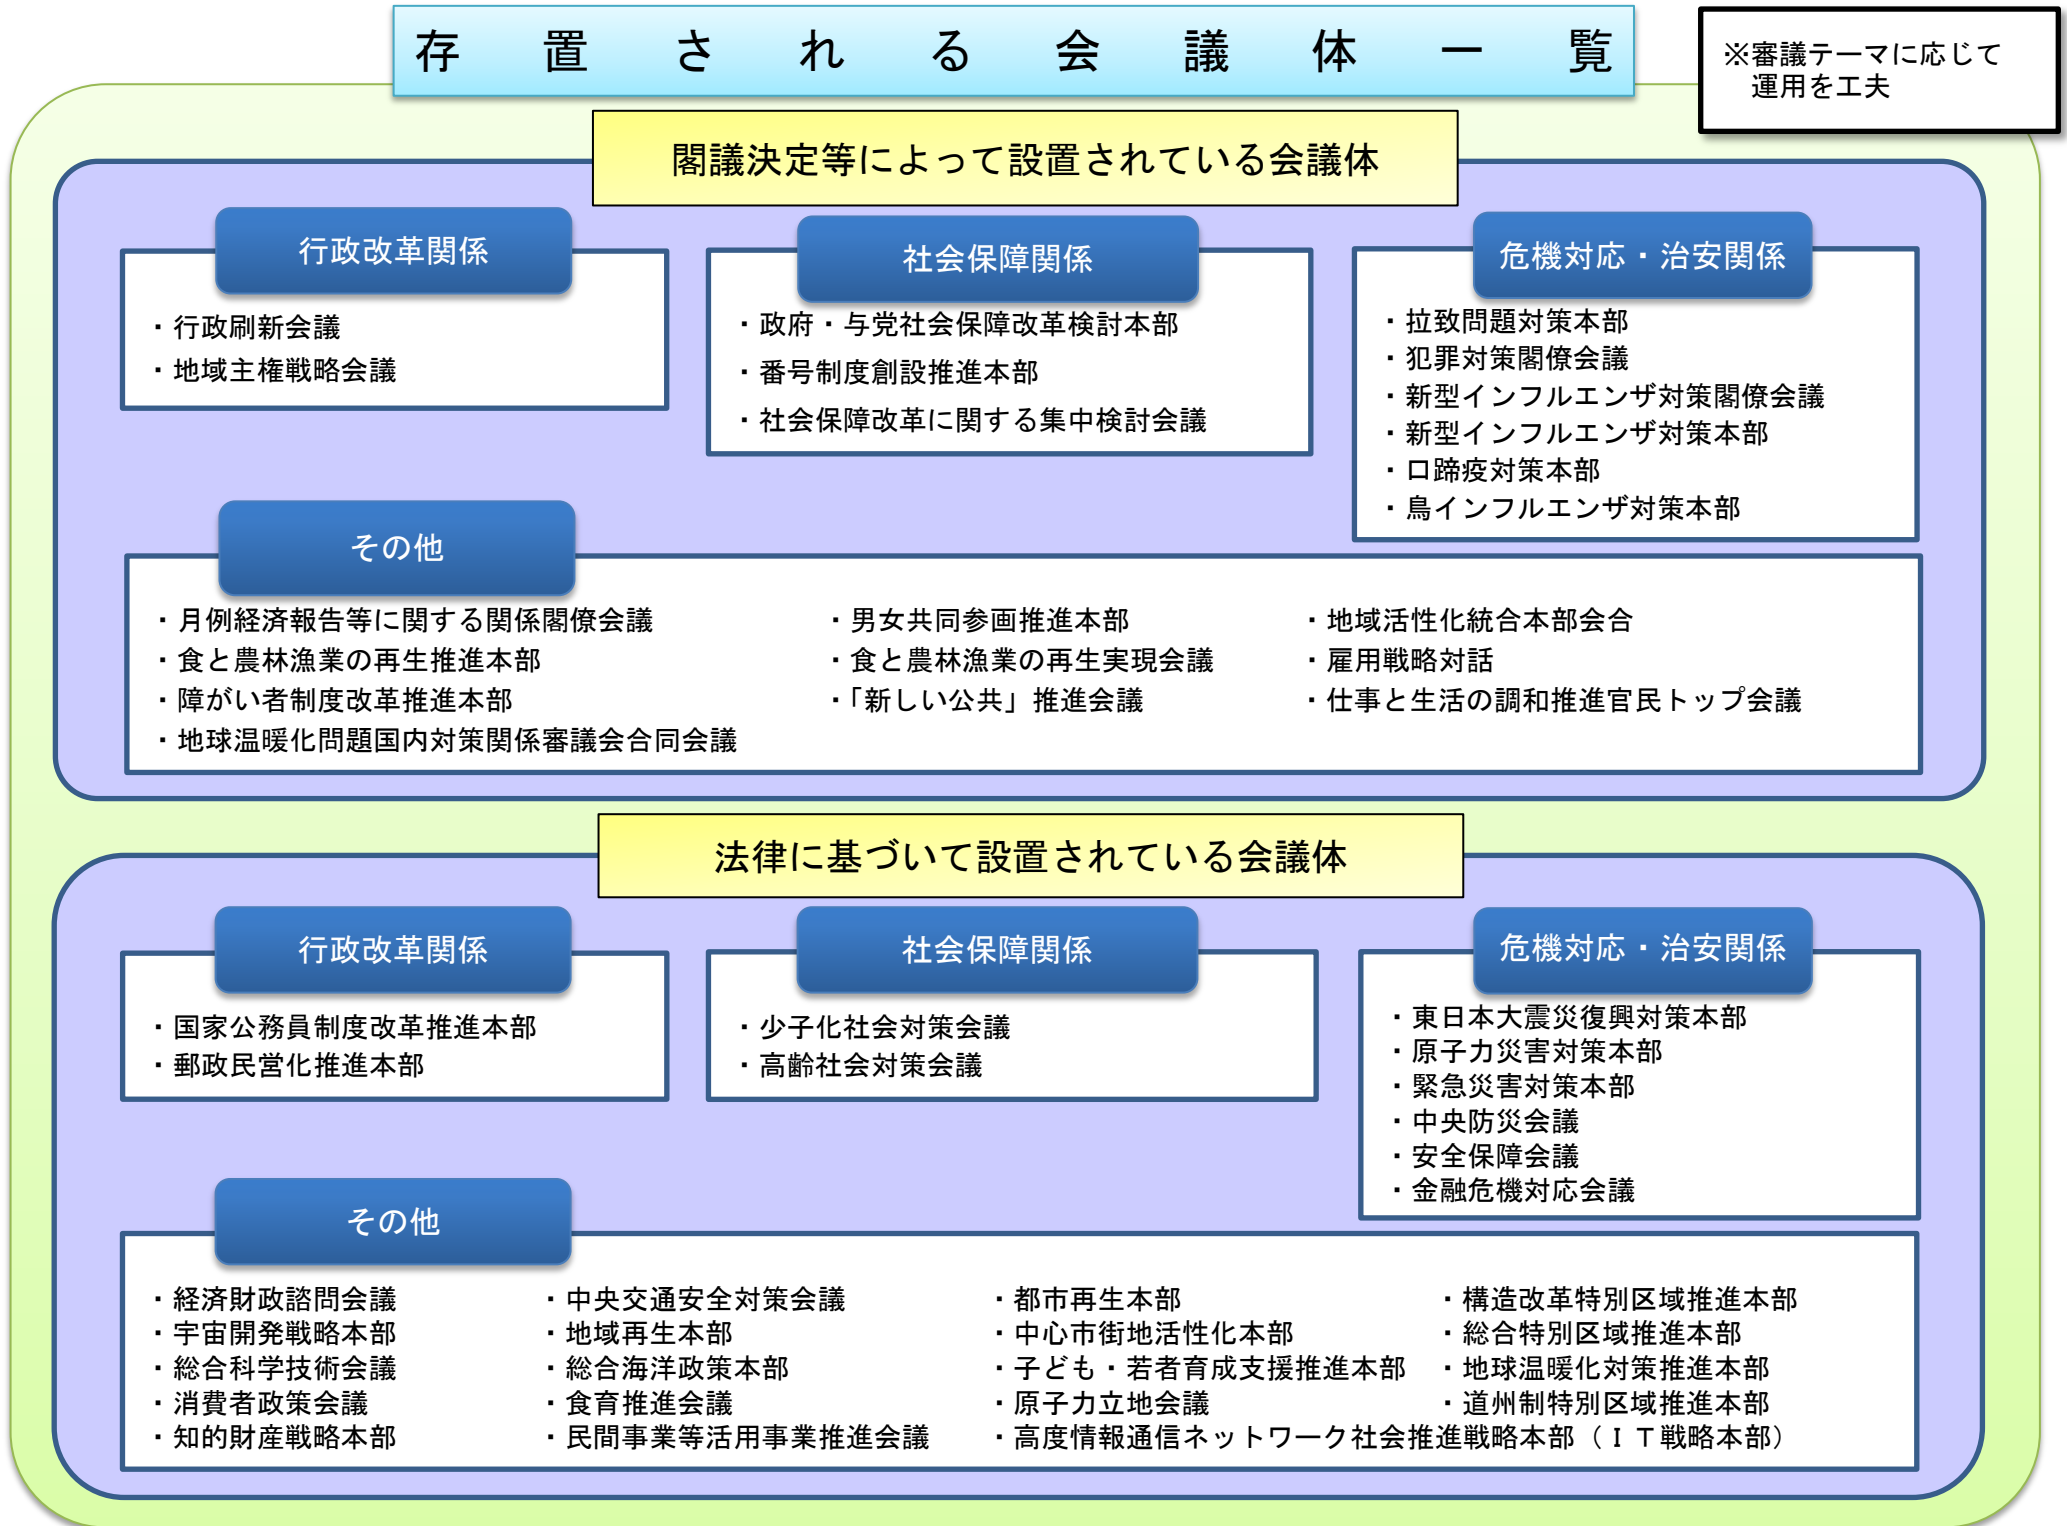 存置される会議体一覧
※審議テーマに応じて
運用を工夫
閣議決定等によって設置されている会議体
行政改革関係
・行政刷新会議
・地域主権戦略会議
社会保障関係
・政府・与党社会保障改革検討本部
・番号制度創設推進本部
・社会保障改革に関する集中検討会議
危機対応・治安関係
・拉致問題対策本部
・犯罪対策閣僚会議
・新型インフルエンザ対策閣僚会議
・新型インフルエンザ対策本部
・口蹄疫対策本部
・鳥インフルエンザ対策本部
その他
・月例経済報告等に関する関係閣僚会議
・食と農林漁業の再生推進本部
・障がい者制度改革推進本部
・地球温暖化問題国内対策関係審議会合同会議
・男女共同参画推進本部
・食と農林漁業の再生実現会議
・「新しい公共」推進会議
・地域活性化統合本部会合
・雇用戦略対話
・仕事と生活の調和推進官民トップ会議
法律に基づいて設置されている会議体
行政改革関係
・国家公務員制度改革推進本部
・郵政民営化推進本部
社会保障関係
・少子化社会対策会議
・高齢社会対策会議
危機対応・治安関係
・東日本大震災復興対策本部
・原子力災害対策本部
・緊急災害対策本部
・中央防災会議
・安全保障会議
・金融危機対応会議
その他
・経済財政諮問会議
・宇宙開発戦略本部
・総合科学技術会議
・消費者政策会議
・知的財産戦略本部
・中央交通安全対策会議
・地域再生本部
・総合海洋政策本部
・食育推進会議
・民間事業等活用事業推進会議
・都市再生本部
・中心市街地活性化本部
・子ども・若者育成支援推進本部
・原子力立地会議
・高度情報通信ネットワーク社会推進戦略本部（ＩＴ戦略本部）
・構造改革特別区域推進本部
・総合特別区域推進本部
・地球温暖化対策推進本部
・道州制特別区域推進本部